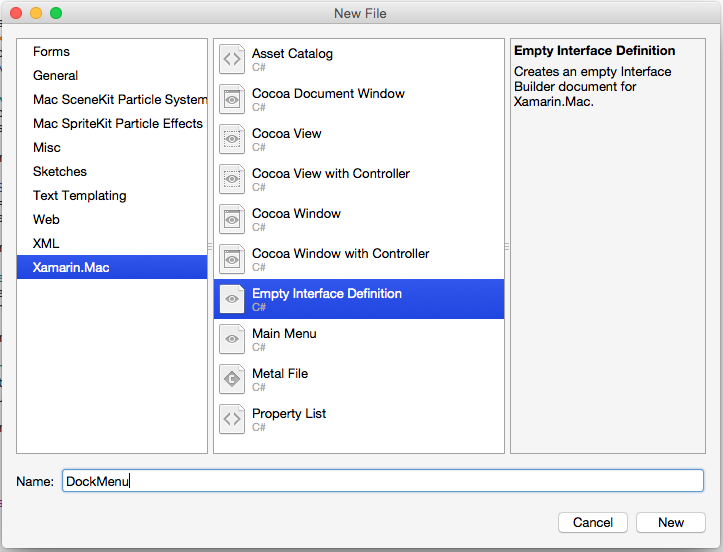 New File
Forms
General
Mac SceneKit Particle System
Mac SpriteKit Particle Effects
Misc
Sketches
Text Templating
Web
XML
Xamarin.Mac
Asset Catalog
C#
Cocoa Document Window
C#
Cocoa View
C#
Cocoa View with Controller
C#
Cocoa Window
C#
Cocoa Window with Controller
C#
Empty Interface Definition
C#
Main Menu
C#
Metal File
C#
Property List
C#
Empty Interface Definition
Creates an empty Interface
Builder document for
Xamarin.Mac.
Name: DockMenu
Cancel New